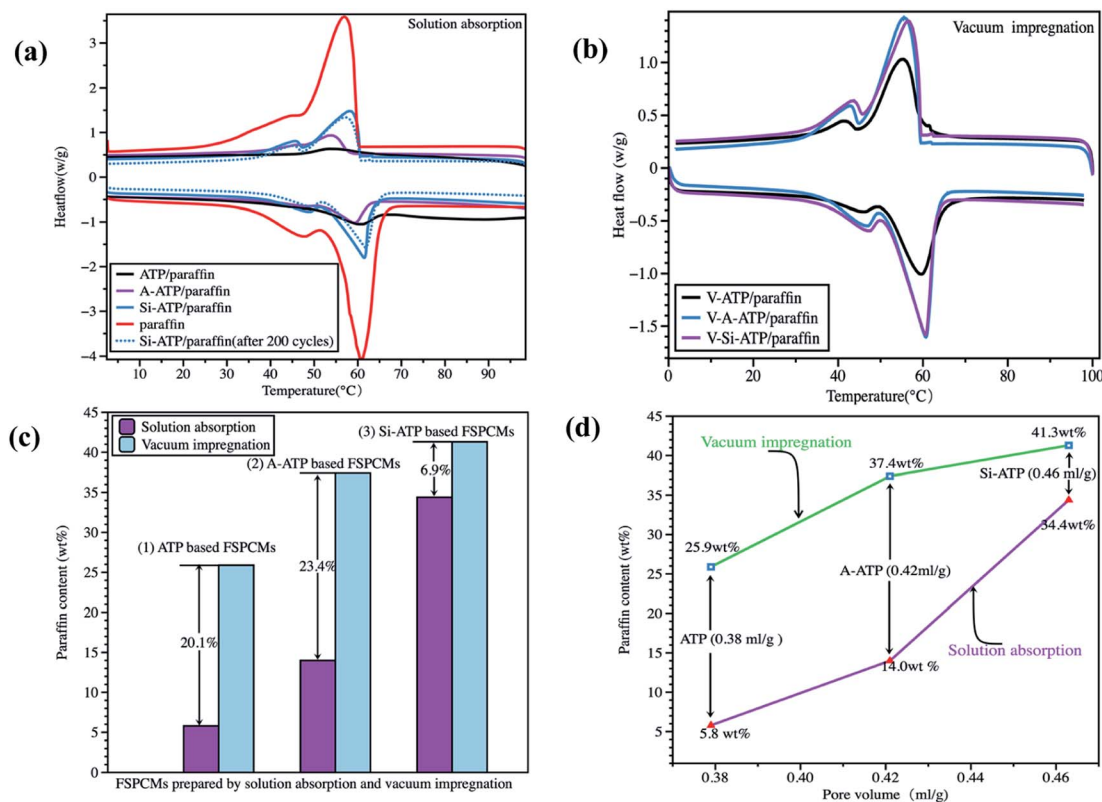 (a)
Solution absorption
Heatflow(w/g)
3
2
1
0
−1
−2
−3
−4
ATP/paraffin
A-ATP/paraffin
Si-ATP/paraffin
paraffin
Si-ATP/paraffin(after 200 cycles)
10 20 30 40 50 60 70 80 90
Temperature(°C)
(b)
Vacuum impregnation
Heat flow (w/g)
1.0
0.5
0
−0.5
−1.0
−1.5
V-ATP/paraffin
V-A-ATP/paraffin
V-Si-ATP/paraffin
0 20 40 60 80 100
Temperature(°C)
(c)
Solution absorption
Vacuum impregnation
Paraffin content (wt%)
45
40
35
30
25
20
15
10
5
0
(1) ATP based FSPCMs
20.1%
(2) A-ATP based FSPCMs
23.4%
(3) Si-ATP based FSPCMs
6.9%
FSPCMs prepared by solution absorption and vacuum impregnation
(d)
Paraffin content (wt%)
45
40
35
30
25
20
15
10
5
0
Vacuum impregnation
25.9wt%
37.4wt%
41.3wt%
Si-ATP (0.46 ml/g)
34.4wt%
A-ATP (0.42ml/g)
ATP (0.38 ml/g )
Solution absorption
14.0wt %
5.8 wt%
0.38 0.40 0.42 0.44 0.46
Pore volume （ml/g）